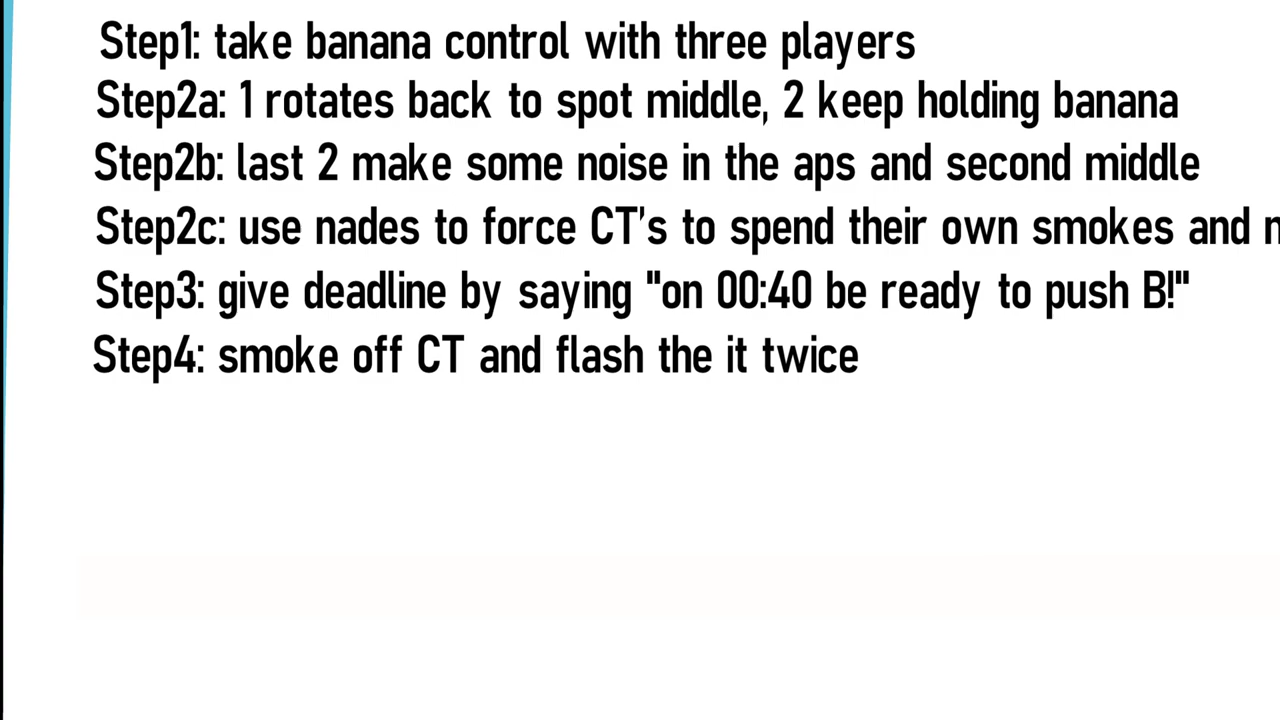 Step1: take banana control with three players
Step2a: 1 rotates back to spot middle, 2 keep holding banana
Step2b: last 2 make some noise in the aps and second middle
Step2c: use nades to force CT's to spend their own smokes and
Step3: give deadline by saying "on 00:40 be ready to push B!"
Step4: smoke off CT and flash the it twice